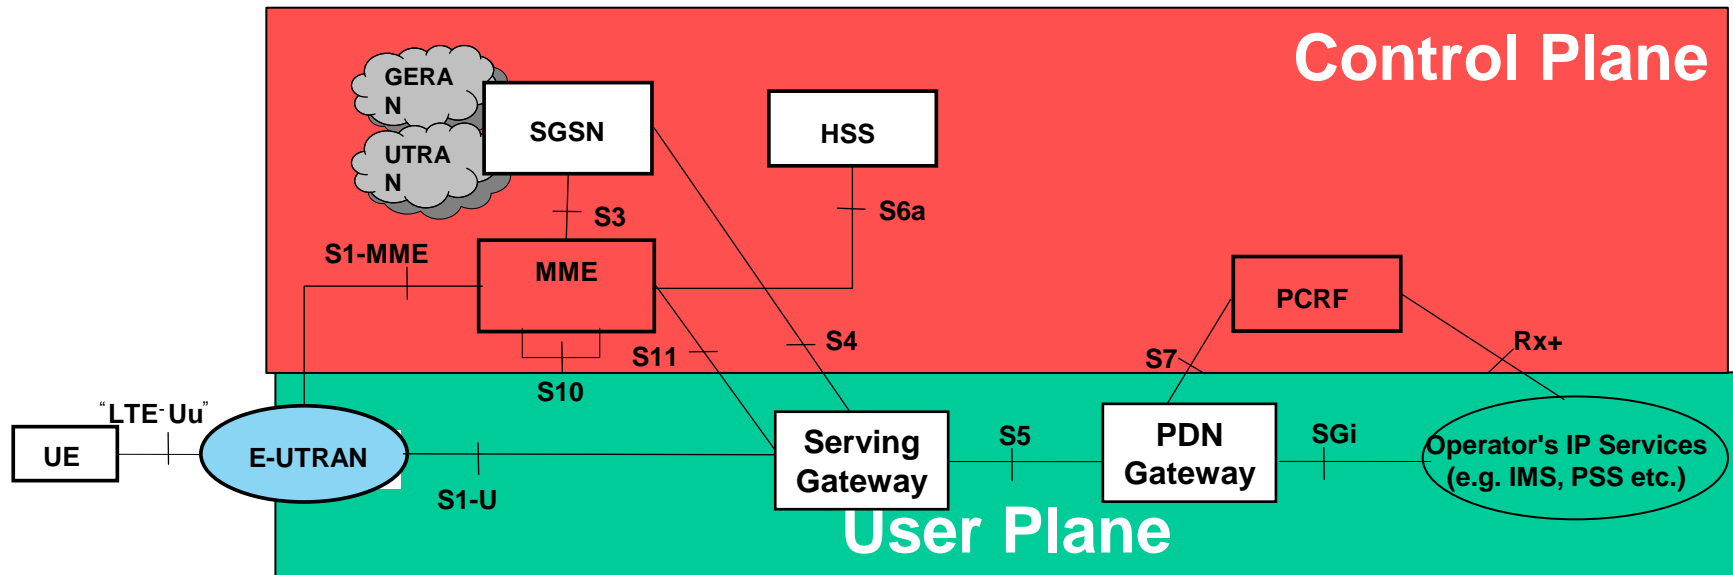 Control Plane
GERA
N
SGSN
HSS
UTRA
N
S3
S6a
S1-MME
MME
PCRF
S11
S4
S7
Rx+
S10
“LTE-Uu”
UE
E-UTRAN
S1-U
Serving
Gateway
S5
PDN
Gateway
SGi
Operator's IP Services
(e.g. IMS, PSS etc.)
User Plane